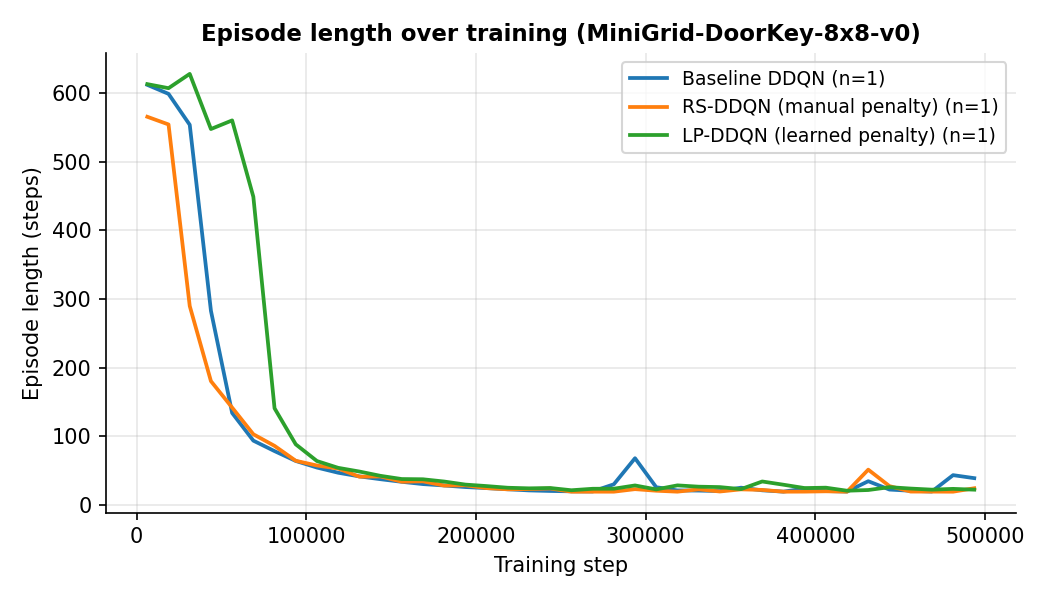 Episode length over training (MiniGrid-DoorKey-8x8-v0)
Baseline DDQN (n=1)
RS-DDQN (manual penalty) (n=1)
LP-DDQN (learned penalty) (n=1)
Episode length (steps)
600
500
400
300
200
100
0
0 100000 200000 300000 400000 500000
Training step